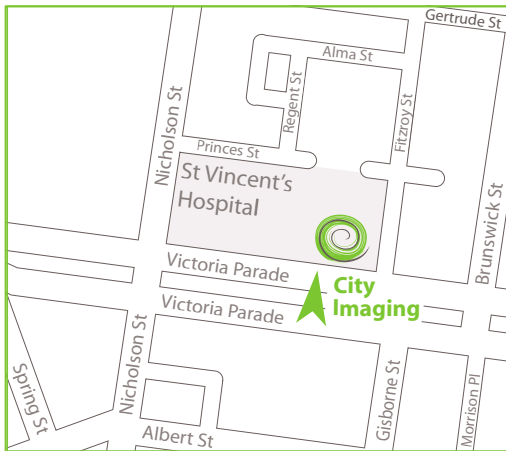 Gertrude St
Alma St
Regent St
Fitzroy St
Nicholson St
Princes St
St Vincent's
Hospital
Brunswick St
Victoria Parade
City
Imaging
Victoria Parade
Nicholson St
Spring St
Gisborne St
Morrison Pl
Albert St